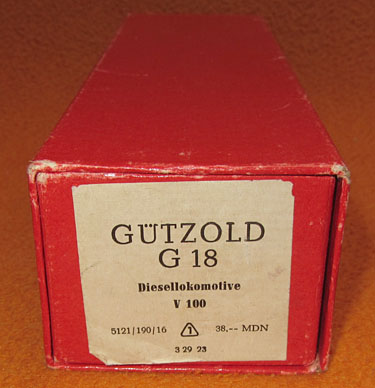 GÜTZOLD
G 18
Diesellokomotive
V 100
5121/190/16 1 38,-- MDN
3 29 23